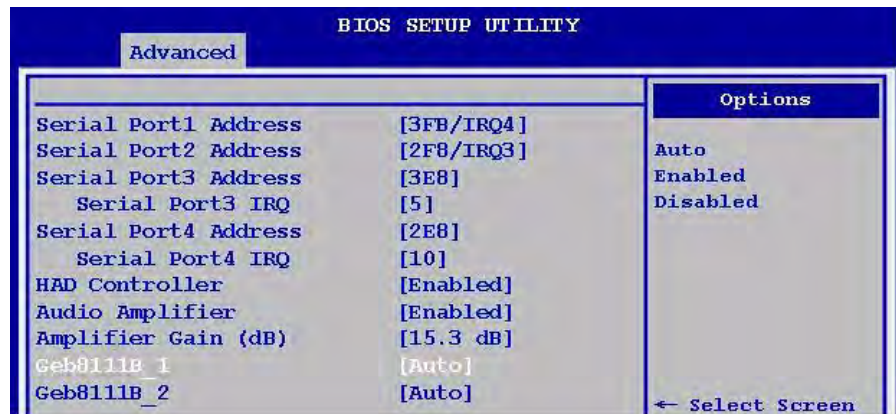 BIOS SETUP UTILITY
Advanced
Serial Port1 Address [3FB/IRQ4]
Serial Port2 Address [2F8/IRQ3]
Serial Port3 Address [3E8]
Serial Port3 IRQ [5]
Serial Port4 Address [2E8]
Serial Port4 IRQ [10]
HAD Controller [Enabled]
Audio Amplifier [Enabled]
Amplifier Gain (dB) [15.3 dB]
Geb8111B_1 [Auto]
Geb8111B_2 [Auto]
Options
Auto
Enabled
Disabled
← Select Screen